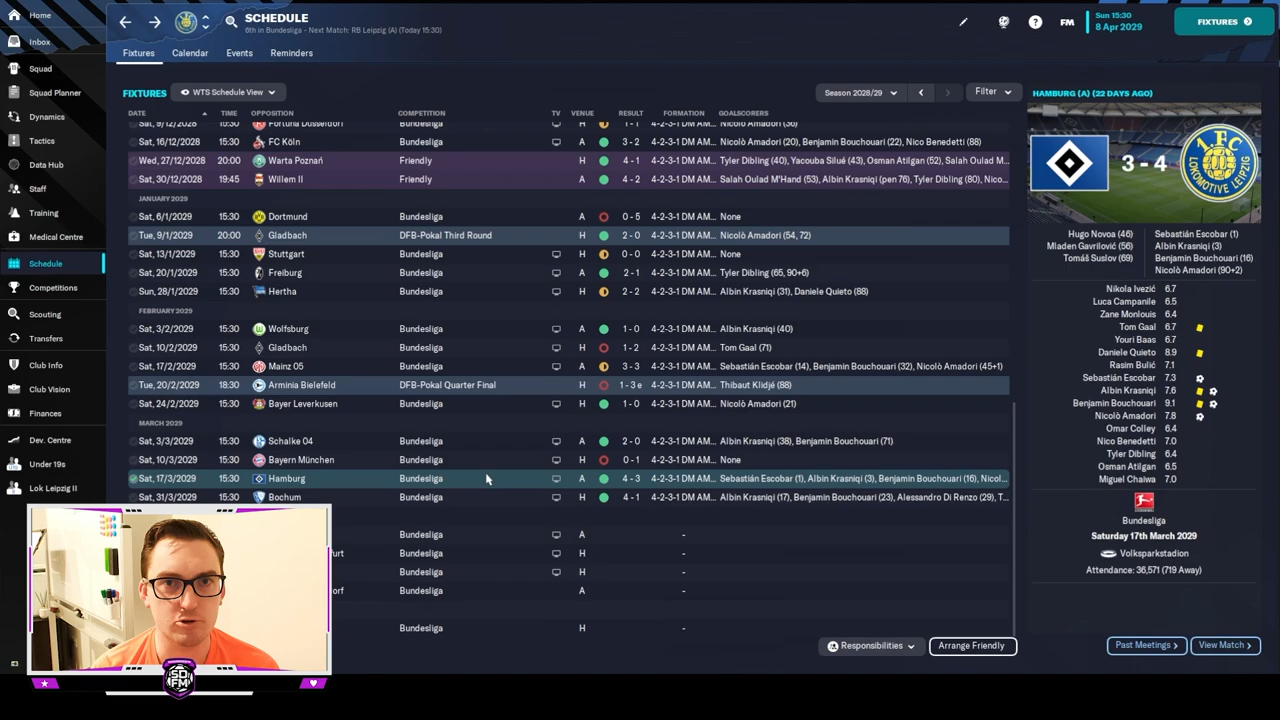 Home
Inbox
Squad
Squad Planner
Dynamics
Tactics
Data Hub
Staff
Training
Medical Centre
Schedule
Competitions
Scouting
Transfers
Club Info
Club Vision
Finances
Dev. Centre
Under 19s
Lok Leipzig II
SCHEDULE
6th in Bundesliga - Next Match: RB Leipzig (A) (Today 15:30)
FM
Sun 15:30
8 Apr 2029
FIXTURES
Fixtures Calendar Events Reminders
FIXTURES WTS Schedule View Season 2028/29 Filter
DATE TIME OPPOSITION COMPETITION TV VENUE RESULT FORMATION GOALSCORERS
Sat, 9/12/2028 15:30 Fortuna Düsseldorf Bundesliga H 1 - 1 4-2-3-1 DM AM... Nicolò Amadori (36)
Sat, 16/12/2028 15:30 FC Köln Bundesliga A 3 - 2 4-2-3-1 DM AM... Nicolò Amadori (20), Benjamin Bouchouari (22), Nico Benedetti (88)
Wed, 27/12/2028 20:00 Warta Poznań Friendly H 4 - 1 4-2-3-1 DM AM... Tyler Dibling (40), Yacouba Silué (43), Osman Atilgan (52), Salah Oulad M...
Sat, 30/12/2028 19:45 Willem II Friendly A 4 - 2 4-2-3-1 DM AM... Salah Oulad M'Hand (53), Albin Krasniqi (pen 76), Tyler Dibling (80), Nico...
JANUARY 2029
Sat, 6/1/2029 15:30 Dortmund Bundesliga A 0 - 5 4-2-3-1 DM AM... None
Tue, 9/1/2029 20:00 Gladbach DFB-Pokal Third Round H 2 - 0 4-2-3-1 DM AM... Nicolò Amadori (54, 72)
Sat, 13/1/2029 15:30 Stuttgart Bundesliga H 0 - 0 4-2-3-1 DM AM... None
Sat, 20/1/2029 15:30 Freiburg Bundesliga A 2 - 1 4-2-3-1 DM AM... Tyler Dibling (65, 90+6)
Sun, 28/1/2029 15:30 Hertha Bundesliga H 2 - 2 4-2-3-1 DM AM... Albin Krasniqi (31), Daniele Quieto (88)
FEBRUARY 2029
Sat, 3/2/2029 15:30 Wolfsburg Bundesliga A 1 - 0 4-2-3-1 DM AM... Albin Krasniqi (40)
Sat, 10/2/2029 15:30 Gladbach Bundesliga H 1 - 2 4-2-3-1 DM AM... Tom Gaal (71)
Sat, 17/2/2029 15:30 Mainz 05 Bundesliga A 3 - 3 4-2-3-1 DM AM... Sebastián Escobar (14), Benjamin Bouchouari (32), Nicolò Amadori (45+1)
Tue, 20/2/2029 18:30 Arminia Bielefeld DFB-Pokal Quarter Final H 1 - 3 e 4-2-3-1 DM AM... Thibaut Klidjé (88)
Sat, 24/2/2029 15:30 Bayer Leverkusen Bundesliga H 1 - 0 4-2-3-1 DM AM... Nicolò Amadori (21)
MARCH 2029
Sat, 3/3/2029 15:30 Schalke 04 Bundesliga A 2 - 0 4-2-3-1 DM AM... Albin Krasniqi (38), Benjamin Bouchouari (71)
Sat, 10/3/2029 15:30 Bayern München Bundesliga H 0 - 1 4-2-3-1 DM AM... None
Sat, 17/3/2029 15:30 Hamburg Bundesliga A 4 - 3 4-2-3-1 DM AM... Sebastián Escobar (1), Albin Krasniqi (3), Benjamin Bouchouari (16), Nicol...
Sat, 31/3/2029 15:30 Bochum Bundesliga H 4 - 1 4-2-3-1 DM AM... Albin Krasniqi (17), Benjamin Bouchouari (23), Alessandro Di Renzo (29), T...
Bundesliga A -
urt Bundesliga H -
Bundesliga H -
orf Bundesliga A -
Bundesliga H -
Responsibilities Arrange Friendly
HAMBURG (A) (22 DAYS AGO)
3 - 4
1.FC
LOKOMOTIVE LEIPZIG
Hugo Novoa (46) Sebastián Escobar (1)
Mladen Gavrilović (56) Albin Krasniqi (3)
Tomáš Suslov (69) Benjamin Bouchouari (16)
Nicolò Amadori (90+2)
Nikola Ivezić 6.7
Luca Campanile 6.5
Zane Monlouis 6.4
Tom Gaal 6.7
Youri Baas 6.7
Daniele Quieto 8.9
Rasim Bulić 7.1
Sebastián Escobar 7.3
Albin Krasniqi 7.6
Benjamin Bouchouari 9.1
Nicolò Amadori 7.8
Omar Colley 6.4
Nico Benedetti 7.0
Tyler Dibling 6.4
Osman Atilgan 6.5
Miguel Chaiwa 7.0
Bundesliga
Saturday 17th March 2029
Volksparkstadion
Attendance: 36,571 (719 Away)
Past Meetings View Match
SDFM